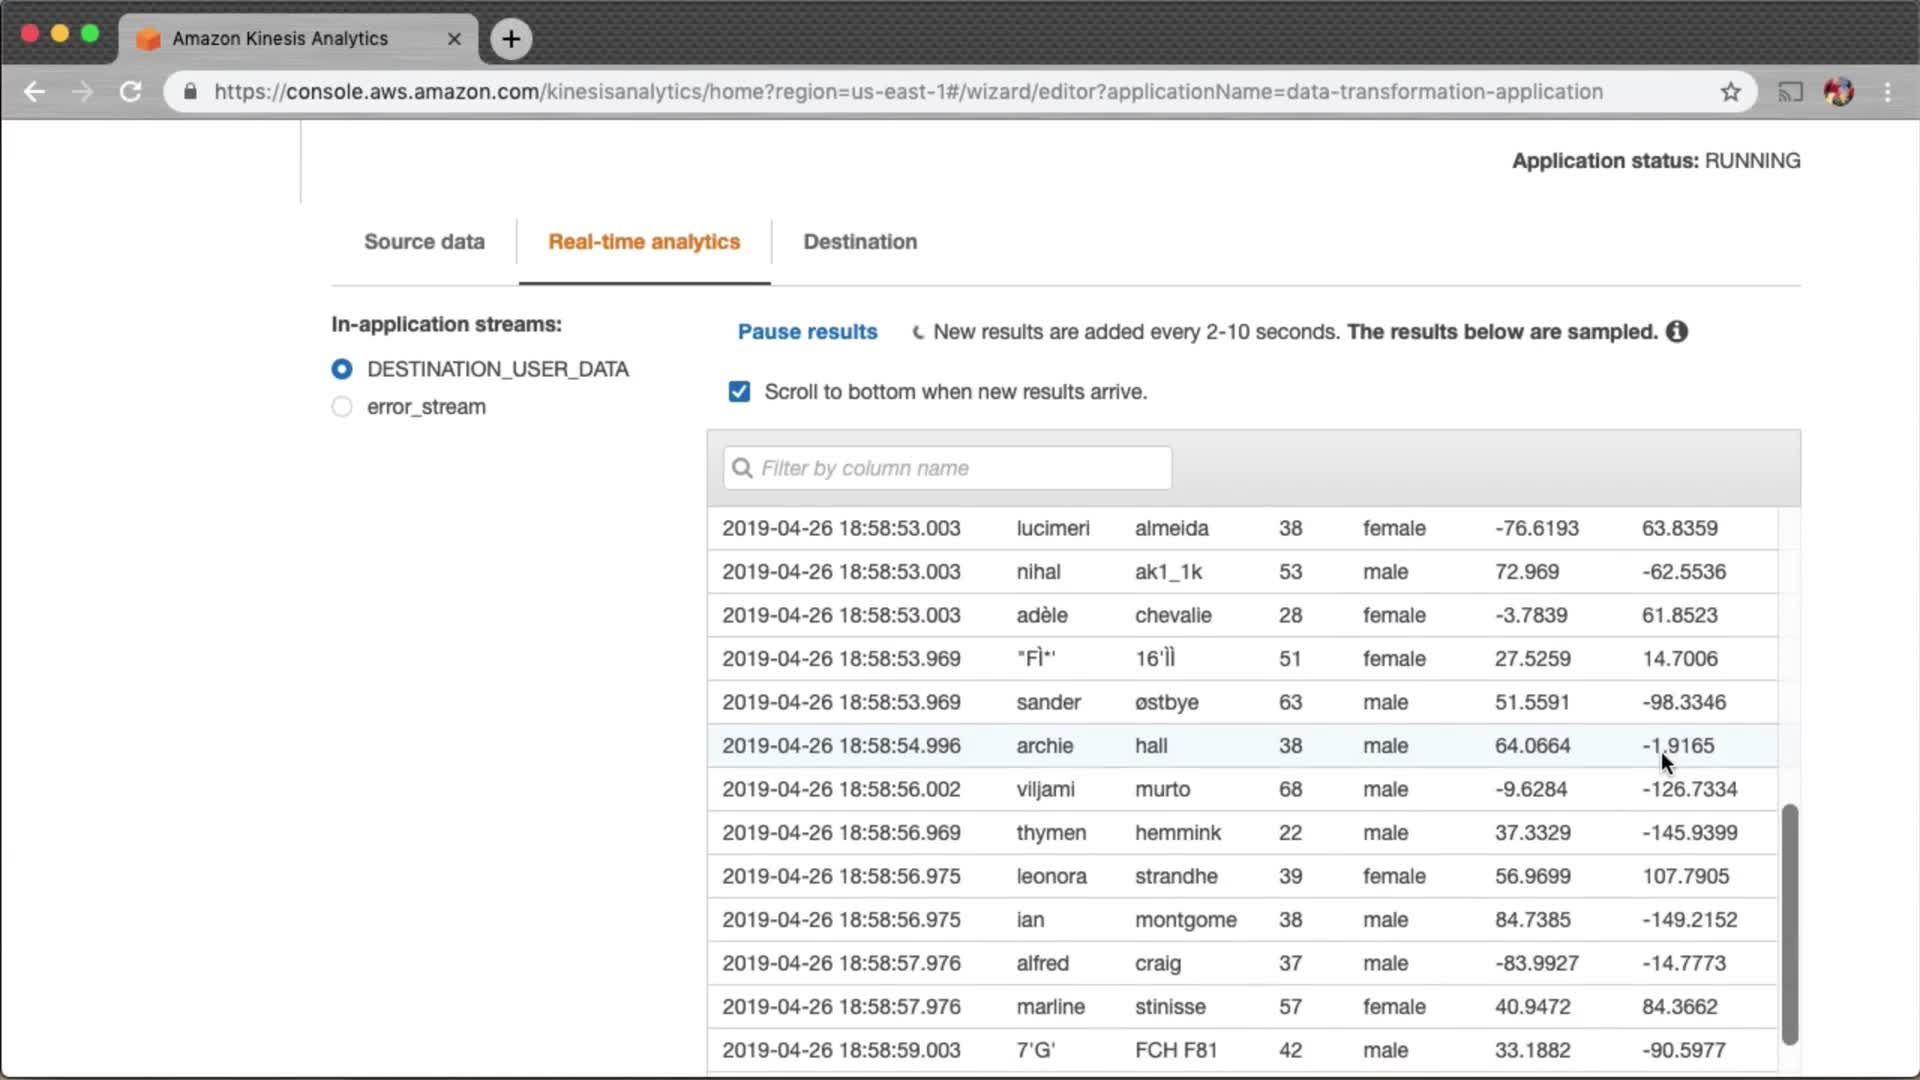 Amazon Kinesis Analytics
https://console.aws.amazon.com/kinesisanalytics/home?region=us-east-1#/wizard/editor?applicationName=data-transformation-application
Application status: RUNNING
Source data Real-time analytics Destination
In-application streams:
DESTINATION_USER_DATA
error_stream
Pause results New results are added every 2-10 seconds. The results below are sampled.
Scroll to bottom when new results arrive.
Filter by column name
2019-04-26 18:58:53.003 lucimeri almeida 38 female -76.6193 63.8359
2019-04-26 18:58:53.003 nihal ak1_1k 53 male 72.969 -62.5536
2019-04-26 18:58:53.003 adèle chevalie 28 female -3.7839 61.8523
2019-04-26 18:58:53.969 "FÌ*' 16'ÌÌ 51 female 27.5259 14.7006
2019-04-26 18:58:53.969 sander østbye 63 male 51.5591 -98.3346
2019-04-26 18:58:54.996 archie hall 38 male 64.0664 -1.9165
2019-04-26 18:58:56.002 viljami murto 68 male -9.6284 -126.7334
2019-04-26 18:58:56.969 thymen hemmink 22 male 37.3329 -145.9399
2019-04-26 18:58:56.975 leonora strandhe 39 female 56.9699 107.7905
2019-04-26 18:58:56.975 ian montgome 38 male 84.7385 -149.2152
2019-04-26 18:58:57.976 alfred craig 37 male -83.9927 -14.7773
2019-04-26 18:58:57.976 marline stinisse 57 female 40.9472 84.3662
2019-04-26 18:58:59.003 7'G' FCH F81 42 male 33.1882 -90.5977